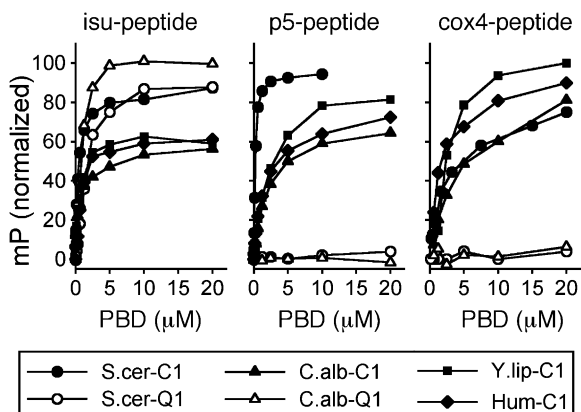 isu-peptide p5-peptide cox4-peptide
mP (normalized)
100
80
60
40
20
0
0 5 10 15 20 0 5 10 15 20 0 5 10 15 20
PBD (μM) PBD (μM) PBD (μM)
S.cer-C1 C.alb-C1 Y.lip-C1
S.cer-Q1 C.alb-Q1 Hum-C1